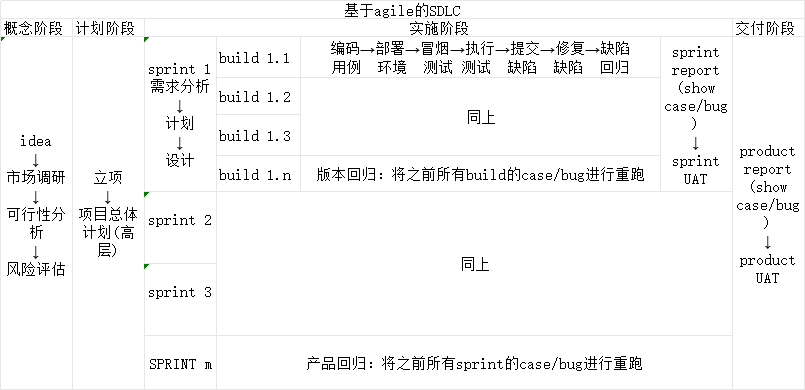 基于agile的SDLC
概念阶段
计划阶段
实施阶段
交付阶段
idea
↓
市场调研
↓
可行性分
析
↓
风险评估
立项
↓
项目总体
计划(高
层)
sprint 1
需求分析
↓
计划
↓
设计
build 1.1
编码→部署→冒烟→执行→提交→修复→缺陷
用例 环境 测试 测试 缺陷 缺陷 回归
build 1.2
同上
build 1.3
build 1.n
版本回归: 将之前所有build的case/bug进行重跑
sprint
report
(show
case/bug
)
↓
sprint
UAT
sprint 2
同上
sprint 3
SPRINT m
产品回归: 将之前所有sprint的case/bug进行重跑
product
report
(show
case/bug
)
↓
product
UAT